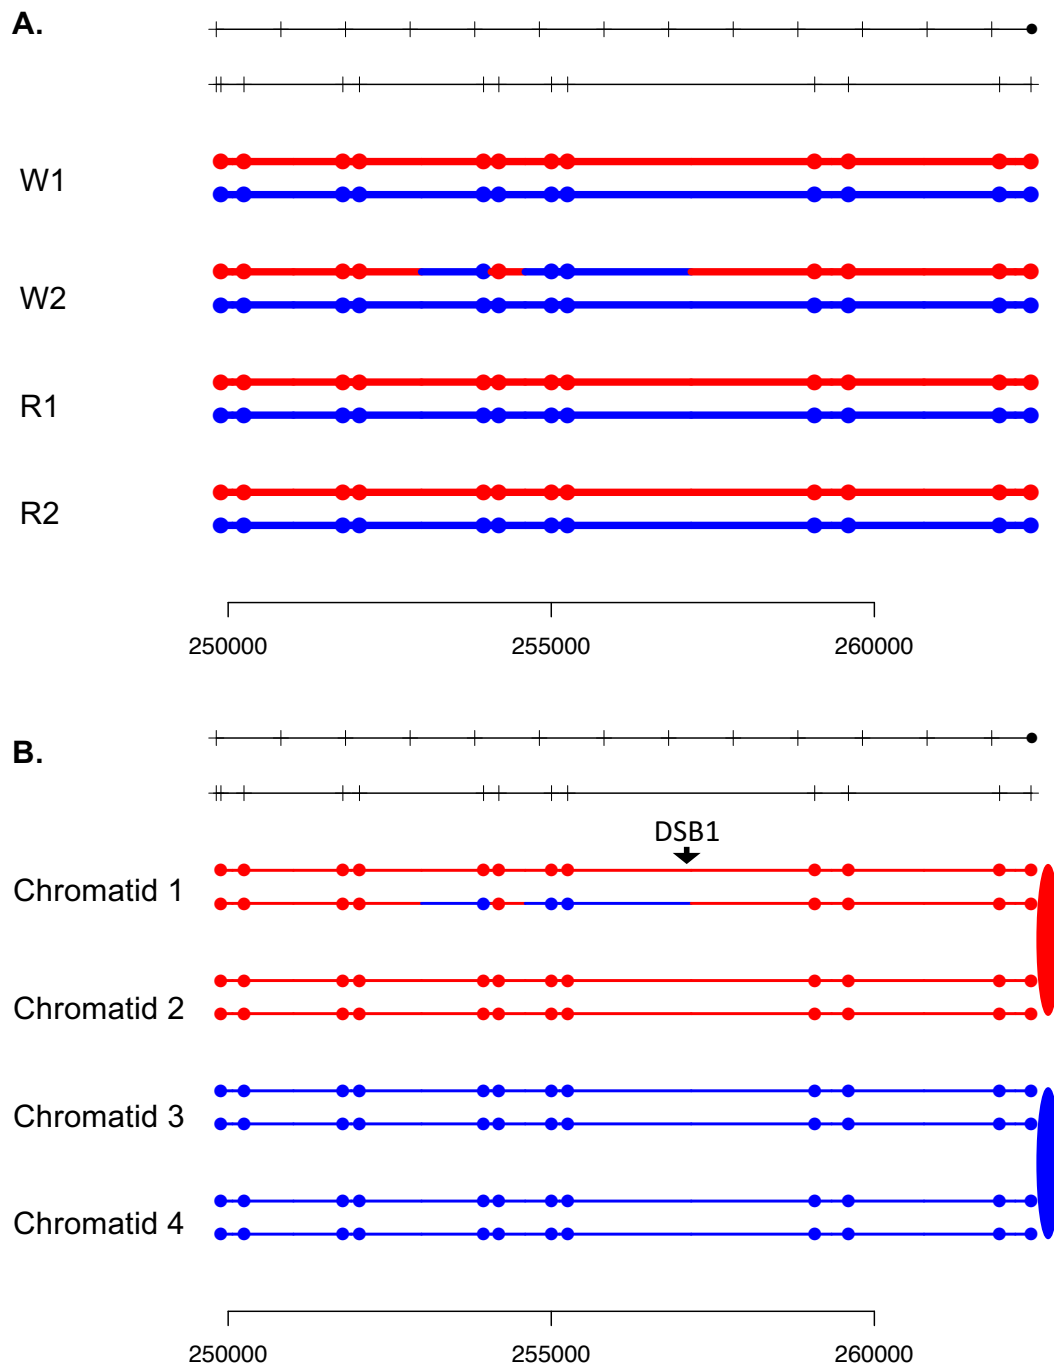 A.
W1
W2
R1
R2
250000 255000 260000
B.
DSB1
Chromatid 1
Chromatid 2
Chromatid 3
Chromatid 4
250000 255000 260000